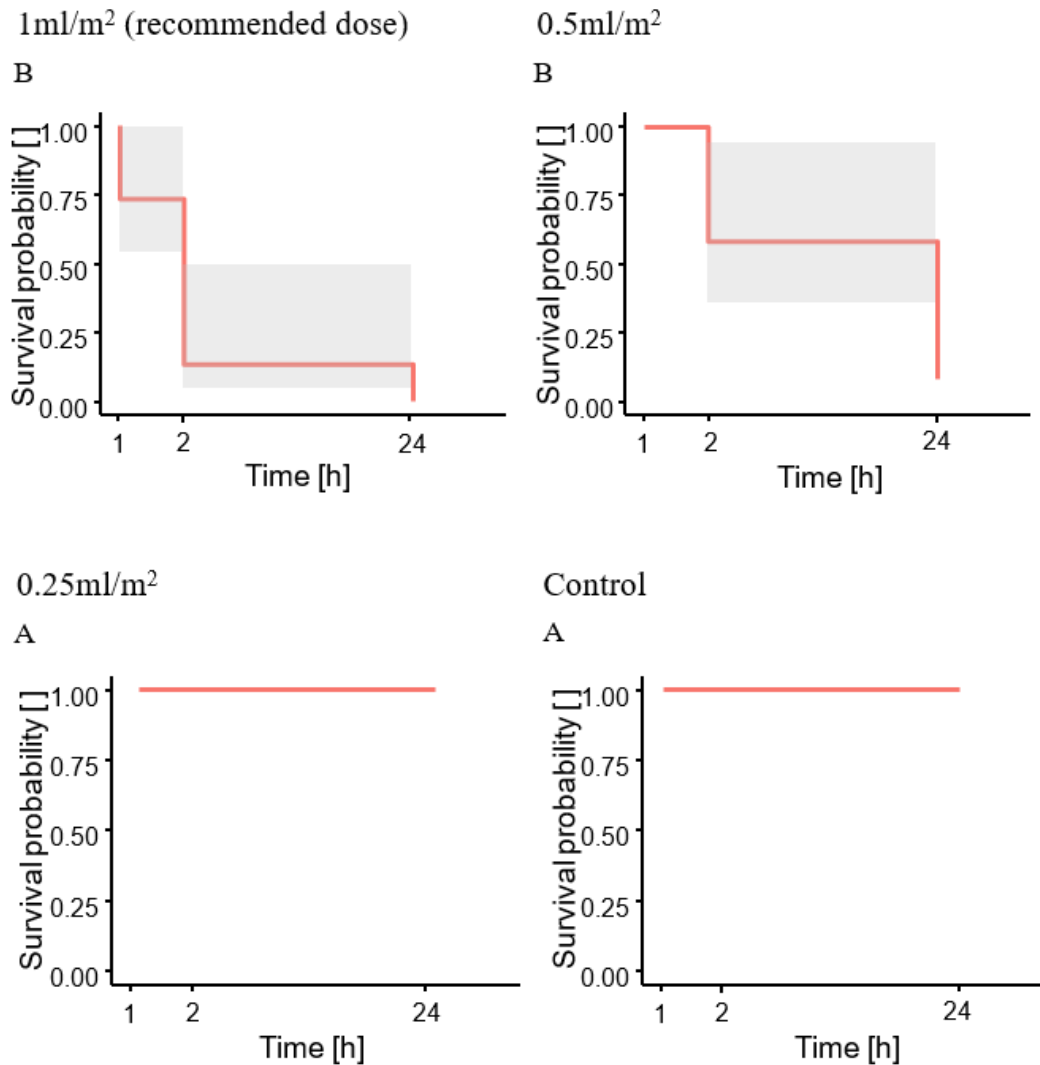 1ml/m² (recommended dose)
B
Survival probability [ ]
1.00
0.75
0.50
0.25
0.00
1 2 24
Time [h]
0.5ml/m²
B
Survival probability [ ]
1.00
0.75
0.50
0.25
0.00
1 2 24
Time [h]
0.25ml/m²
A
Survival probability [ ]
1.00
0.75
0.50
0.25
0.00
1 2 24
Time [h]
Control
A
Survival probability [ ]
1.00
0.75
0.50
0.25
0.00
1 2 24
Time [h]